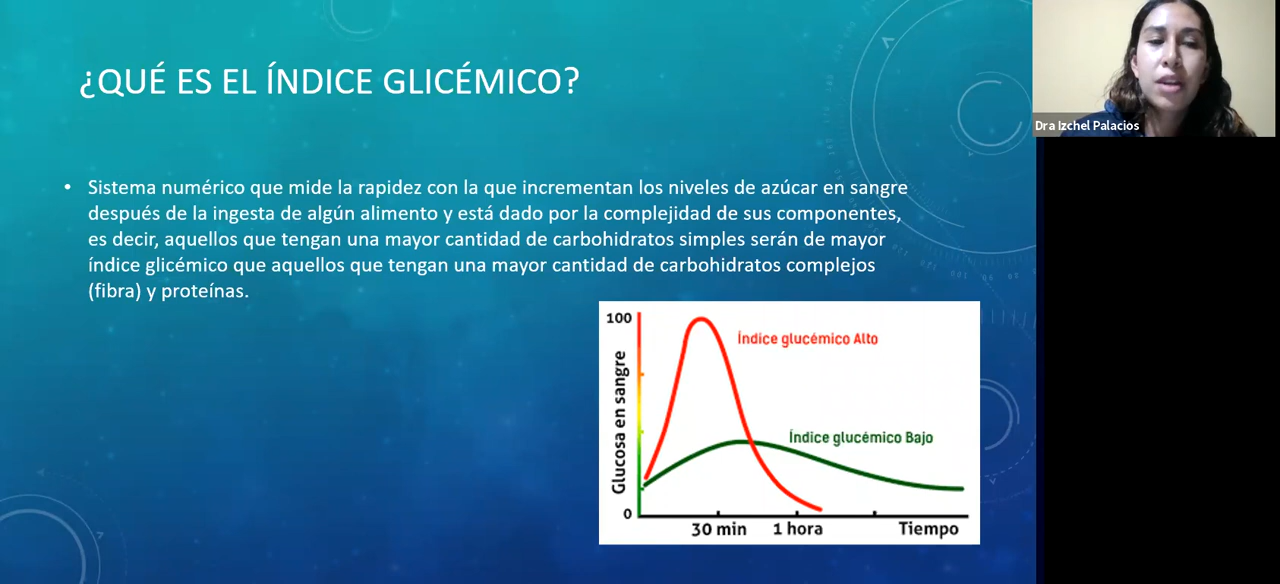 ¿QUÉ ES EL ÍNDICE GLICÉMICO?
Dra Izchel Palacios
• Sistema numérico que mide la rapidez con la que incrementan los niveles de azúcar en sangre
después de la ingesta de algún alimento y está dado por la complejidad de sus componentes,
es decir, aquellos que tengan una mayor cantidad de carbohidratos simples serán de mayor
índice glicémico que aquellos que tengan una mayor cantidad de carbohidratos complejos
(fibra) y proteínas.
100
Índice glucémico Alto
Glucosa en sangre
Índice glucémico Bajo
0
30 min 1 hora Tiempo